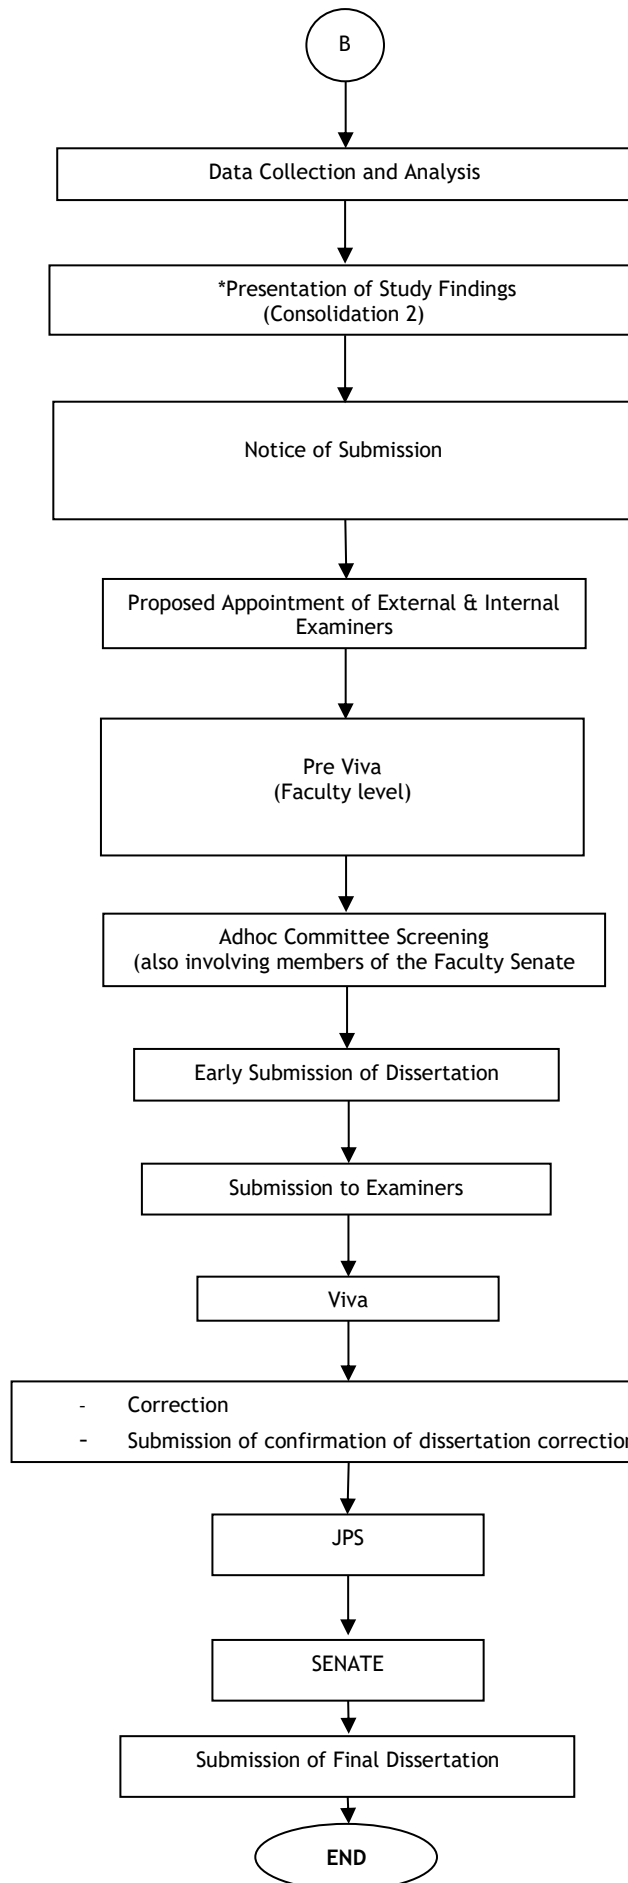 B
Data Collection and Analysis
*Presentation of Study Findings
(Consolidation 2)
Notice of Submission
Proposed Appointment of External & Internal
Examiners
Pre Viva
(Faculty level)
Adhoc Committee Screening
(also involving members of the Faculty Senate
Early Submission of Dissertation
Submission to Examiners
Viva
- Correction
- Submission of confirmation of dissertation correction
JPS
SENATE
Submission of Final Dissertation
END